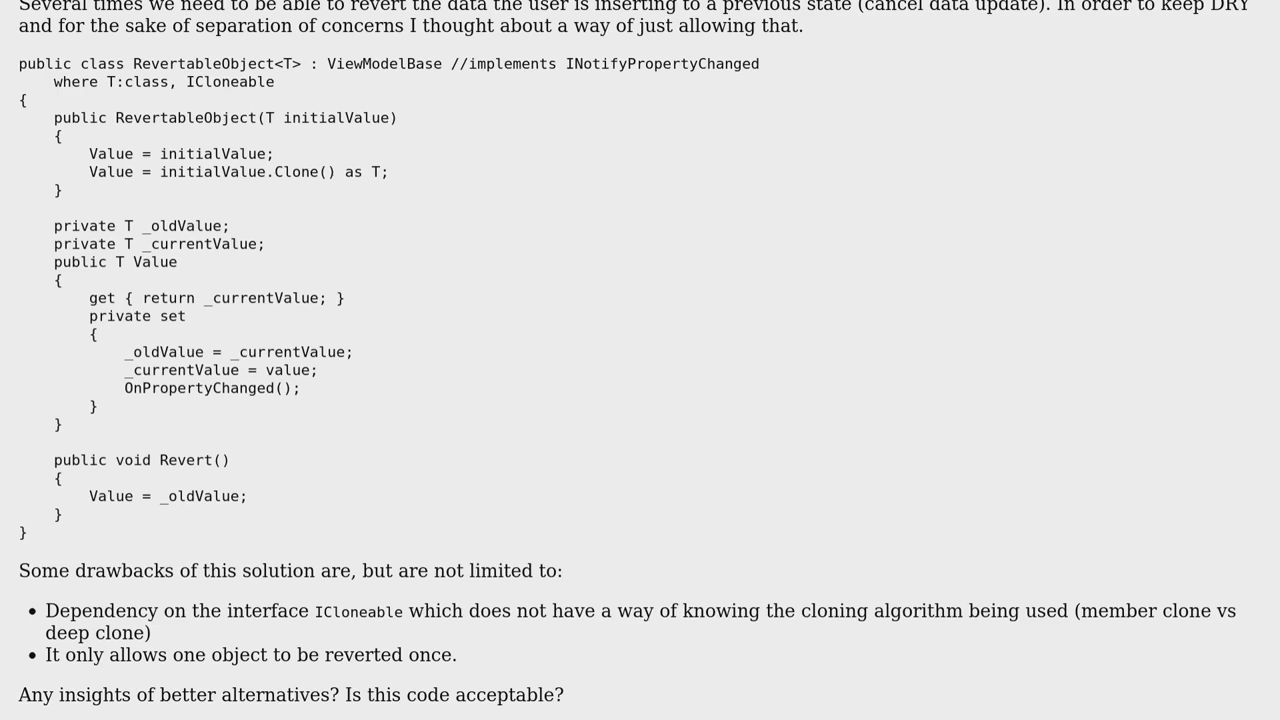 Several times we need to be able to revert the data the user is inserting to a previous state (cancel data update). In order to keep DRY
and for the sake of separation of concerns I thought about a way of just allowing that.
public class RevertableObject<T> : ViewModelBase //implements INotifyPropertyChanged
    where T:class, ICloneable
{
    public RevertableObject(T initialValue)
    {
        Value = initialValue;
        Value = initialValue.Clone() as T;
    }

    private T _oldValue;
    private T _currentValue;
    public T Value
    {
        get { return _currentValue; }
        private set
        {
            _oldValue = _currentValue;
            _currentValue = value;
            OnPropertyChanged();
        }
    }

    public void Revert()
    {
        Value = _oldValue;
    }
}
Some drawbacks of this solution are, but are not limited to:
• Dependency on the interface ICloneable which does not have a way of knowing the cloning algorithm being used (member clone vs
deep clone)
• It only allows one object to be reverted once.
Any insights of better alternatives? Is this code acceptable?